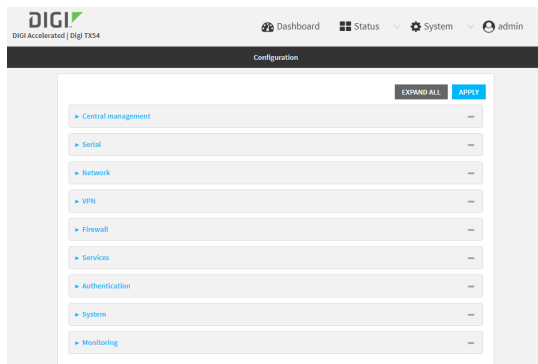 DIGI
Dashboard Status System admin
DIGI Accelerated | Digi TX54
Configuration
EXPAND ALL APPLY
Central management
Serial
Network
VPN
Firewall
Services
Authentication
System
Monitoring